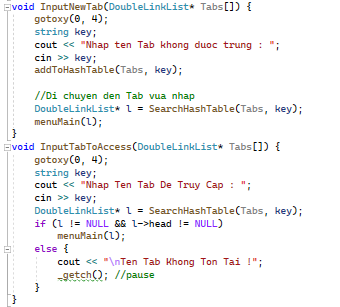 void InputNewTab(DoubleLinkList* Tabs[]) {
gotoxy(0, 4);
string key;
cout << "Nhap ten Tab khong duoc trung : ";
cin >> key;
addToHashTable(Tabs, key);
//Di chuyen den Tab vua nhap
DoubleLinkList* l = SearchHashTable(Tabs, key);
menuMain(l);
}
void InputTabToAccess(DoubleLinkList* Tabs[]) {
gotoxy(0, 4);
string key;
cout << "Nhap Ten Tab De Truy Cap : ";
cin >> key;
DoubleLinkList* l = SearchHashTable(Tabs, key);
if (l != NULL && l->head != NULL)
menuMain(l);
else {
cout << "\nTen Tab Khong Ton Tai !";
_getch(); //pause
}
}